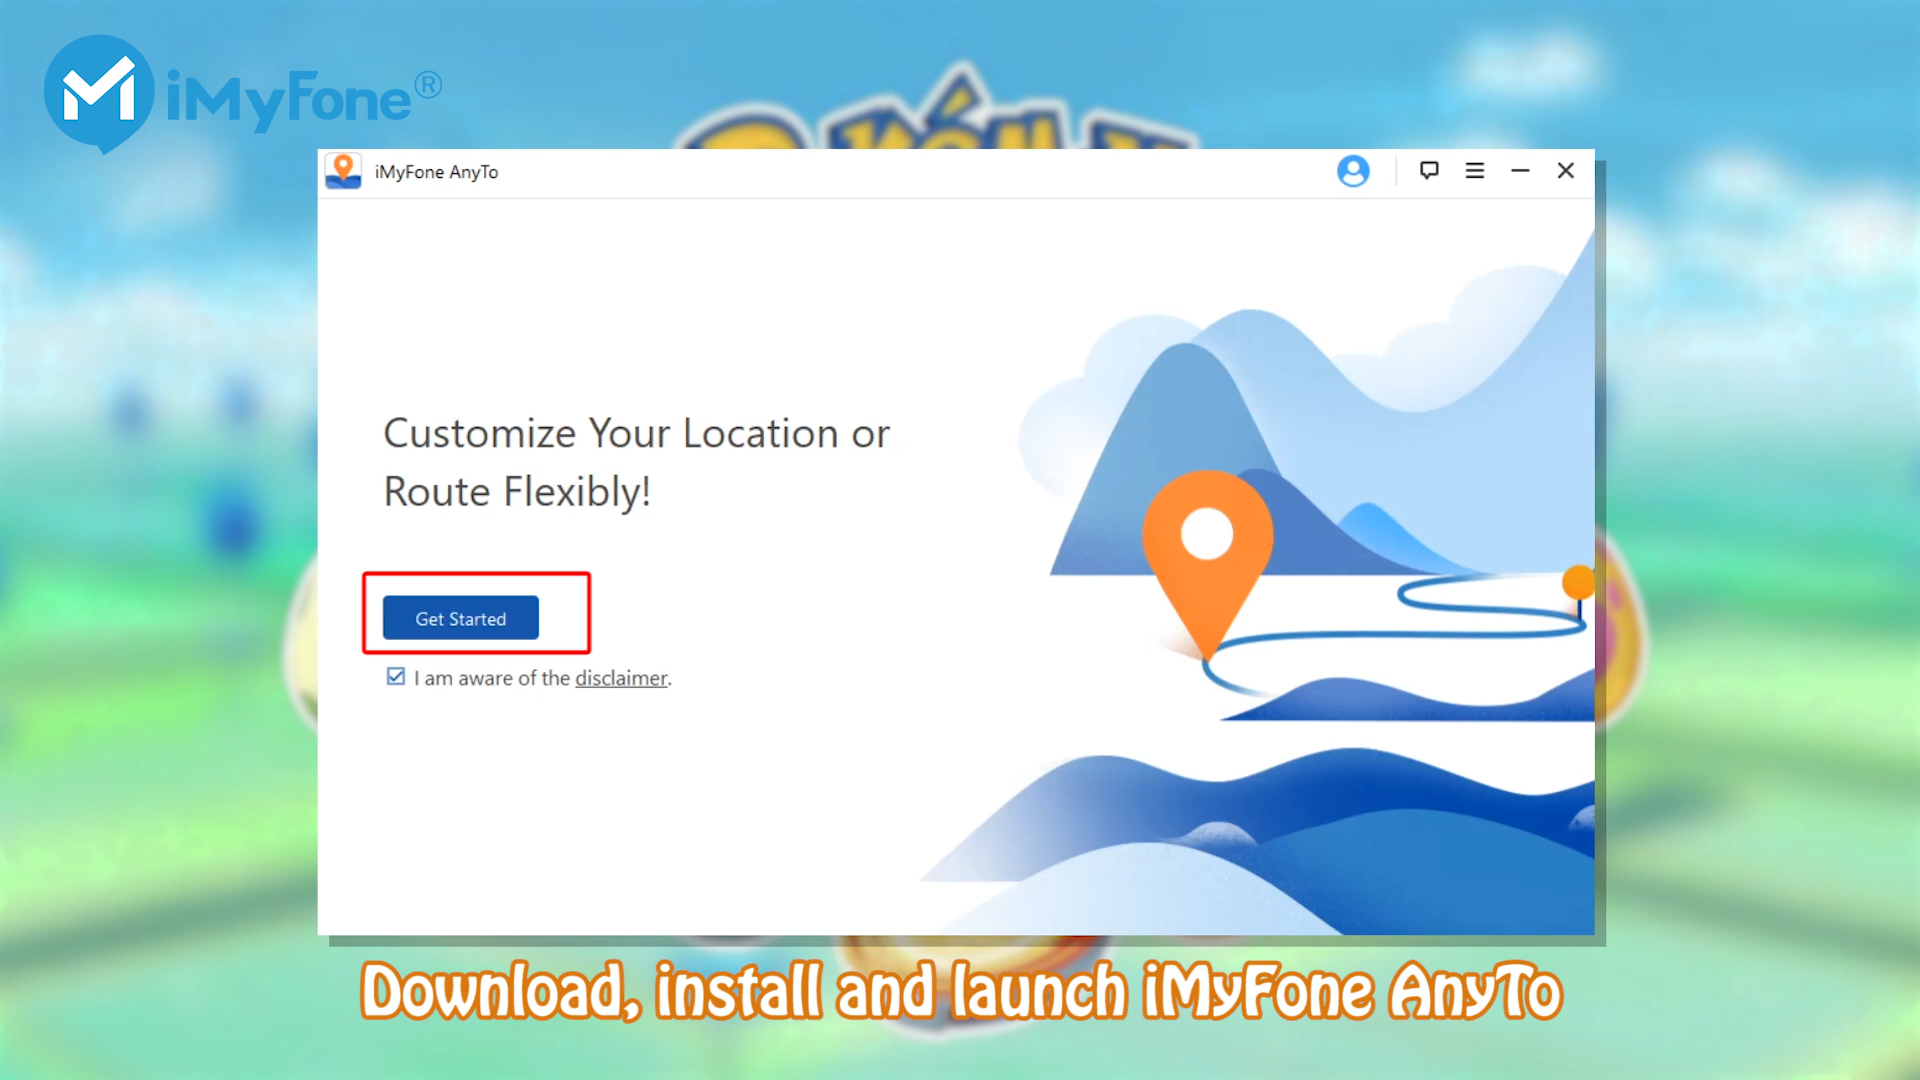 iMyFone®
iMyFone AnyTo
Customize Your Location or
Route Flexibly!
Get Started
I am aware of the disclaimer.
Download, install and launch iMyFone AnyTo